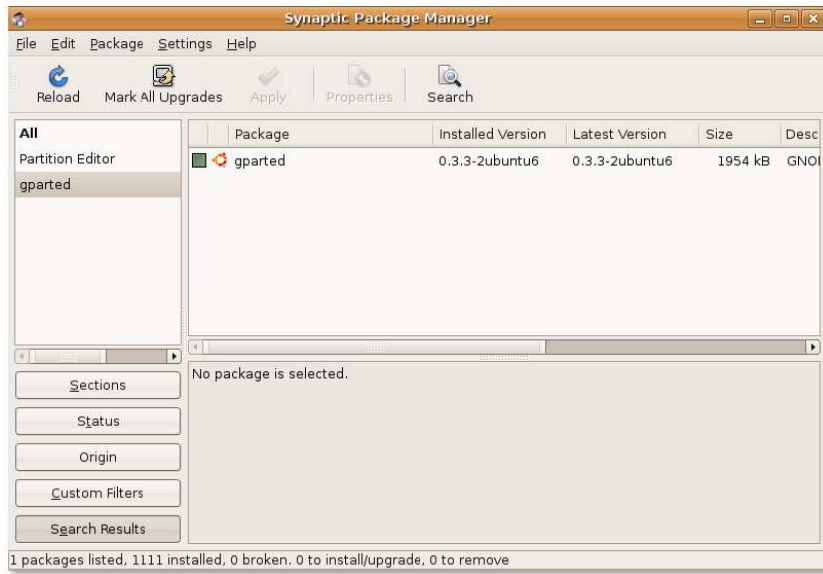 Synaptic Package Manager
File Edit Package Settings Help
Reload Mark All Upgrades Apply Properties Search
All
Partition Editor
gparted
Package Installed Version Latest Version Size Desc
gparted 0.3.3-2ubuntu6 0.3.3-2ubuntu6 1954 kB GNO
No package is selected.
Sections
Status
Origin
Custom Filters
Search Results
1 packages listed, 1111 installed, 0 broken. 0 to install/upgrade, 0 to remove